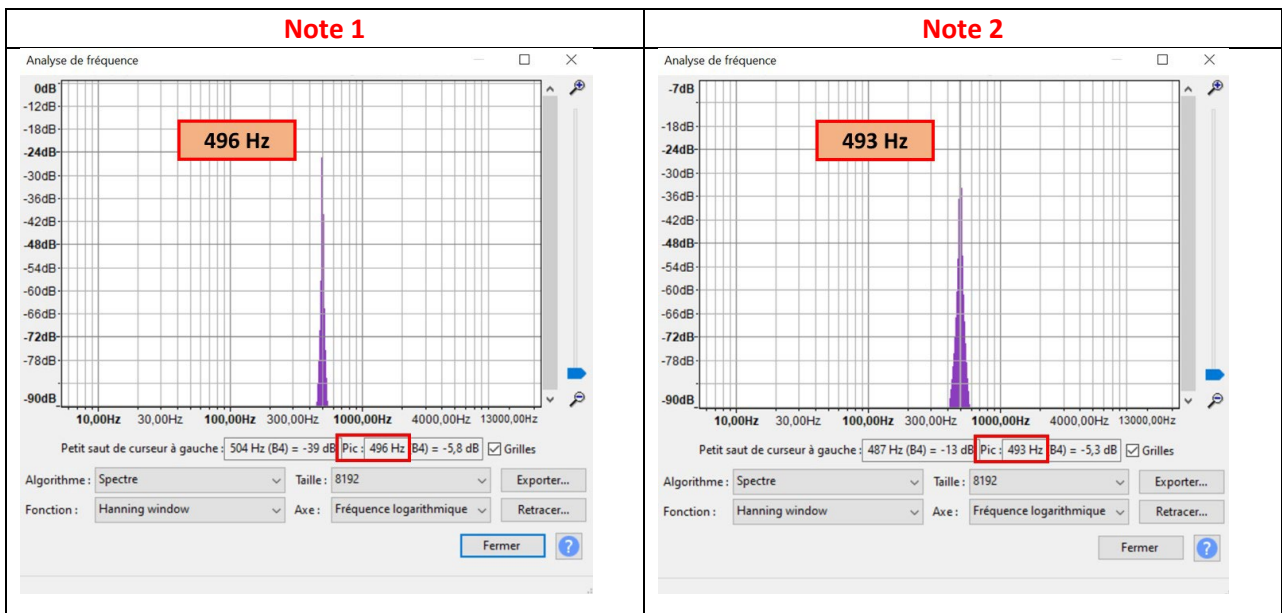 Note 1
Note 2
Analyse de fréquence
0dB
-12dB
-18dB
-24dB
-30dB
-36dB
-42dB
-48dB
-54dB
-60dB
-66dB
-72dB
-78dB
-90dB
496 Hz
10,00Hz 30,00Hz 100,00Hz 300,00Hz 1000,00Hz 4000,00Hz 13000,00Hz
Petit saut de curseur à gauche : 504 Hz (B4) = -39 dB Pic : 496 Hz (B4) = -5,8 dB Grilles
Algorithme : Spectre Taille : 8192 Exporter...
Fonction : Hanning window Axe : Fréquence logarithmique Retracer...
Fermer ?
Analyse de fréquence
-7dB
-18dB
-24dB
-30dB
-36dB
-42dB
-48dB
-54dB
-60dB
-66dB
-72dB
-78dB
-90dB
493 Hz
10,00Hz 30,00Hz 100,00Hz 300,00Hz 1000,00Hz 4000,00Hz 13000,00Hz
Petit saut de curseur à gauche : 487 Hz (B4) = -13 dB Pic : 493 Hz (B4) = -5,3 dB Grilles
Algorithme : Spectre Taille : 8192 Exporter...
Fonction : Hanning window Axe : Fréquence logarithmique Retracer...
Fermer ?